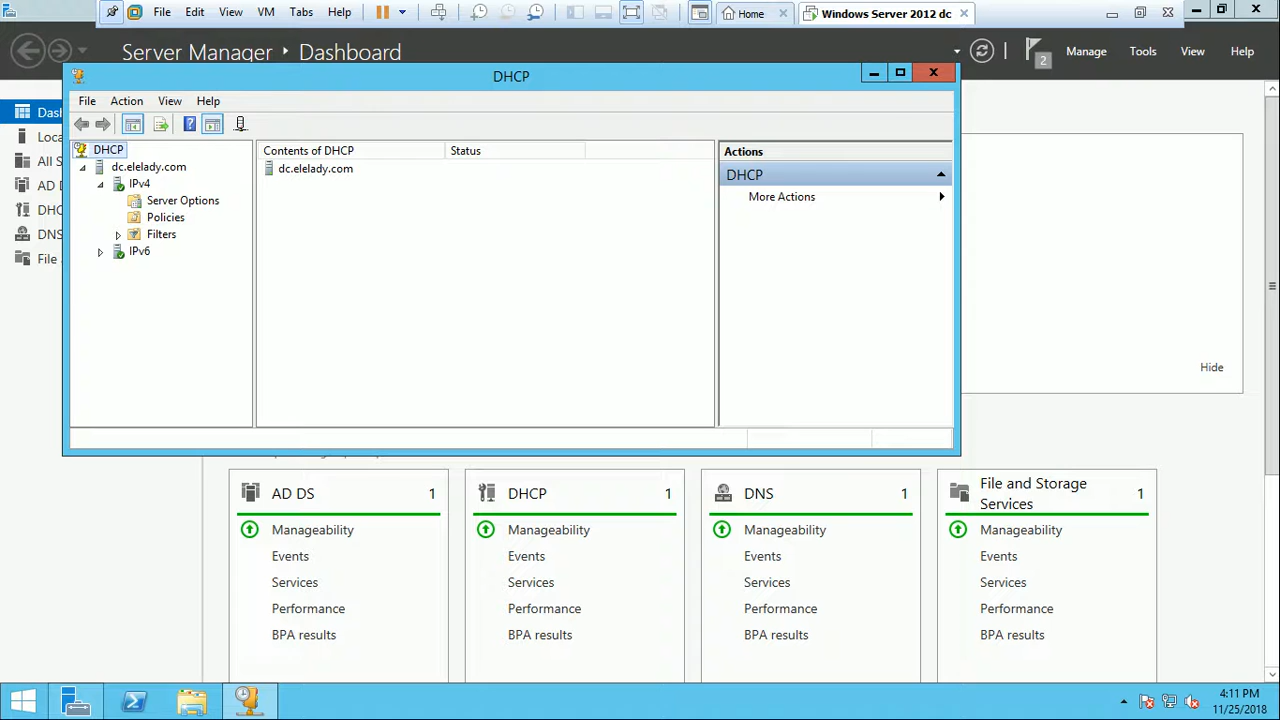 File Edit View VM Tabs Help
Home
Windows Server 2012 dc
Server Manager Dashboard
2
Manage Tools View Help
DHCP
File Action View Help
DHCP
dc.elelady.com
IPv4
Server Options
Policies
Filters
IPv6
Contents of DHCP Status
dc.elelady.com
Actions
DHCP
More Actions
Hide
AD DS 1
Manageability
Events
Services
Performance
BPA results
DHCP 1
Manageability
Events
Services
Performance
BPA results
DNS 1
Manageability
Events
Services
Performance
BPA results
File and Storage
Services 1
Manageability
Events
Services
Performance
BPA results
4:11 PM
11/25/2018